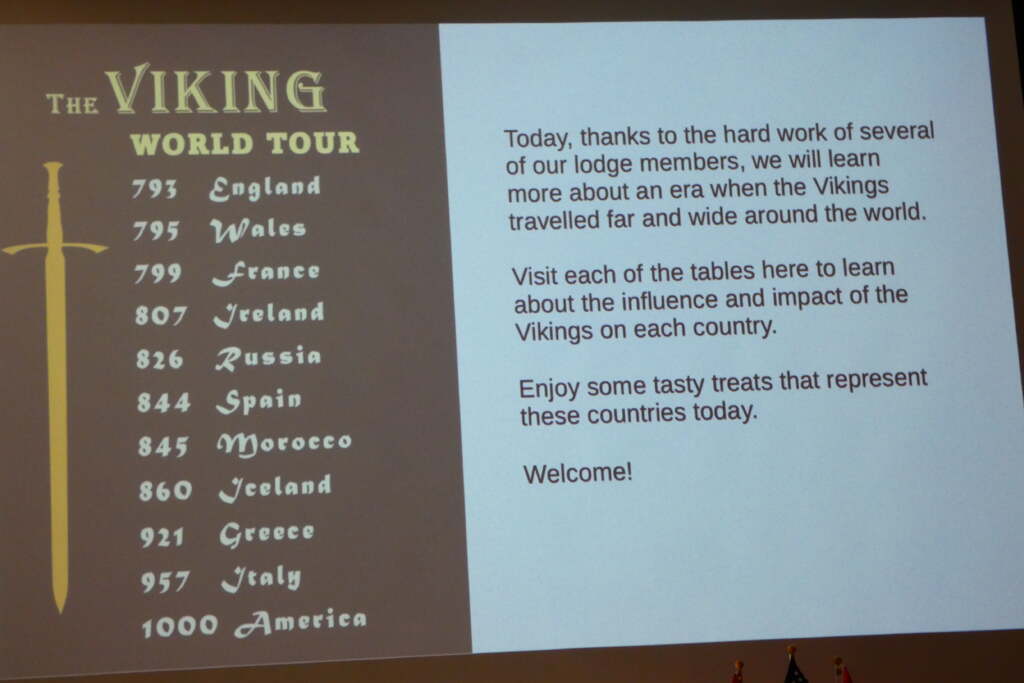 The VIKING
WORLD TOUR
793 England
795 Wales
799 France
807 Ireland
826 Russia
844 Spain
845 Morocco
860 Iceland
921 Greece
957 Italy
1000 America
Today, thanks to the hard work of several
of our lodge members, we will learn
more about an era when the Vikings
travelled far and wide around the world.
Visit each of the tables here to learn
about the influence and impact of the
Vikings on each country.
Enjoy some tasty treats that represent
these countries today.
Welcome!